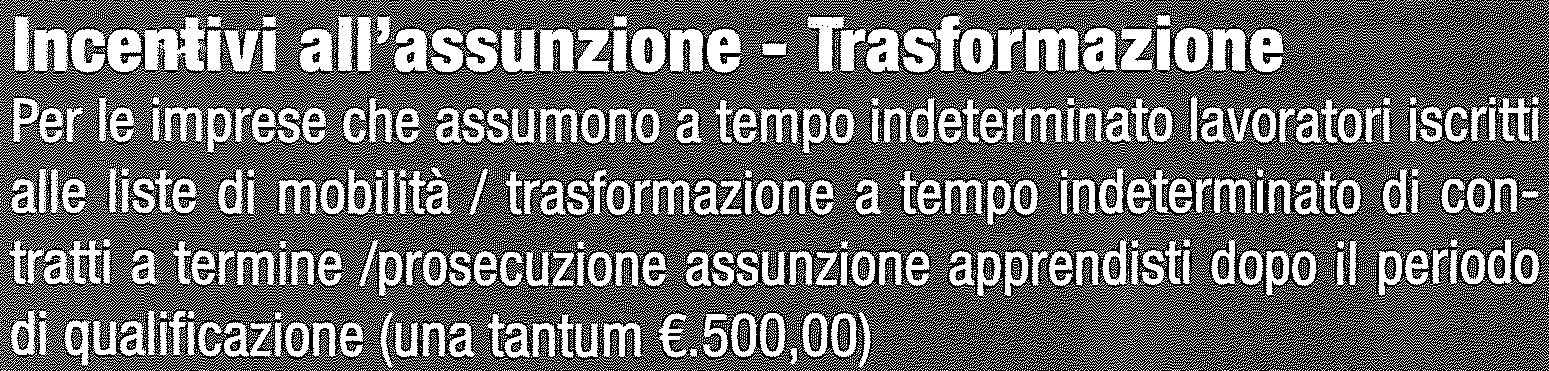 Incentivi all'assunzione - Trasformazione
Per le imprese che assumono a tempo indeterminato lavoratori iscritti
alle liste di mobilità / trasformazione a tempo indeterminato di con-
tratti a termine /prosecuzione assunzione apprendisti dopo il periodo
di qualificazione (una tantum €.500,00)